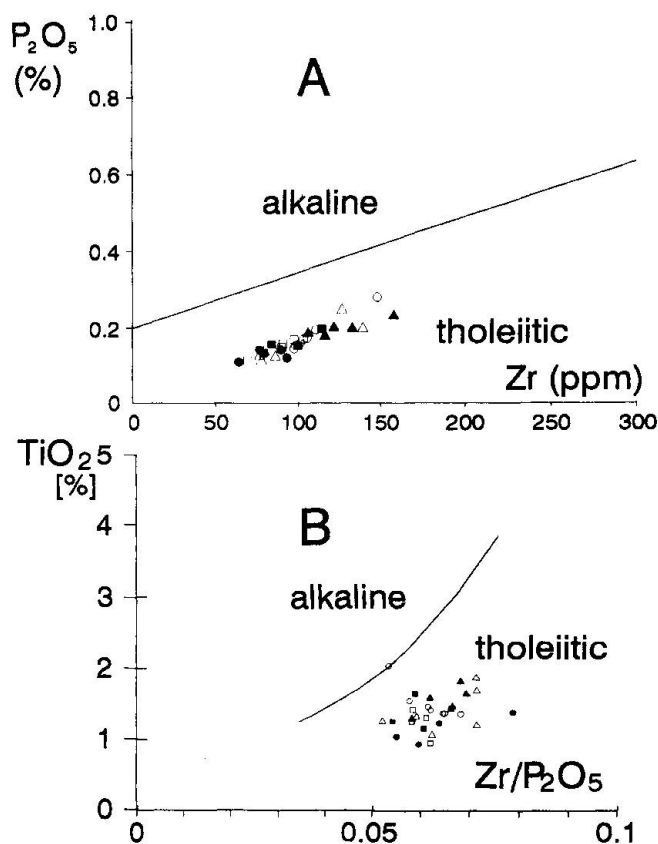 P₂O₅
(%)
1.0
A
0.8
0.6
alkaline
0.4
0.2
tholeiitic
Zr (ppm)
0
0 50 100 150 200 250 300
TiO₂
[%]
5
B
4
alkaline
3
tholeiitic
2
1
Zr/P₂O₅
0
0 0.05 0.1